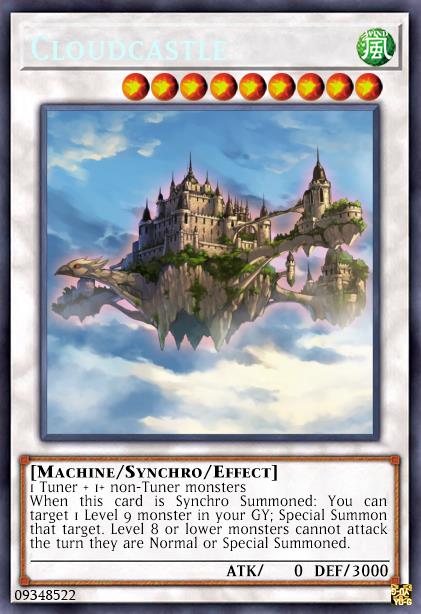 Cloudcastle
WIND
風
[Machine/Synchro/Effect]
1 Tuner + 1+ non-Tuner monsters
When this card is Synchro Summoned: You can
target 1 Level 9 monster in your GY; Special Summon
that target. Level 8 or lower monsters cannot attack
the turn they are Normal or Special Summoned.
ATK/ 0 DEF/3000
09348522